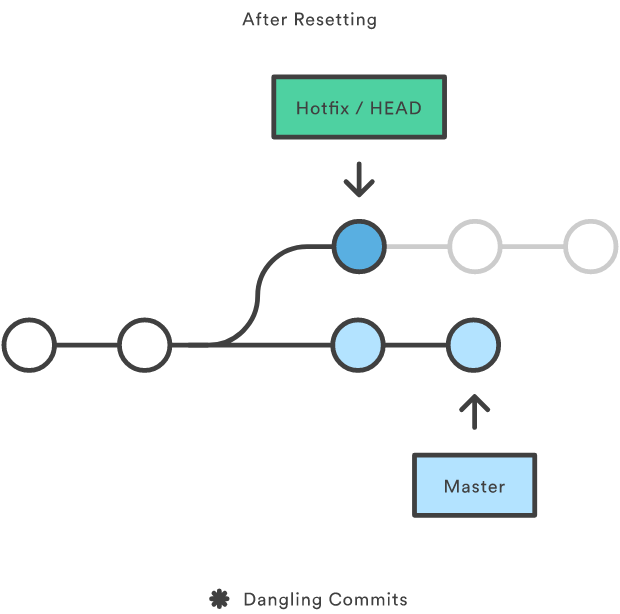 After Resetting
Hotfix / HEAD
Master
Dangling Commits